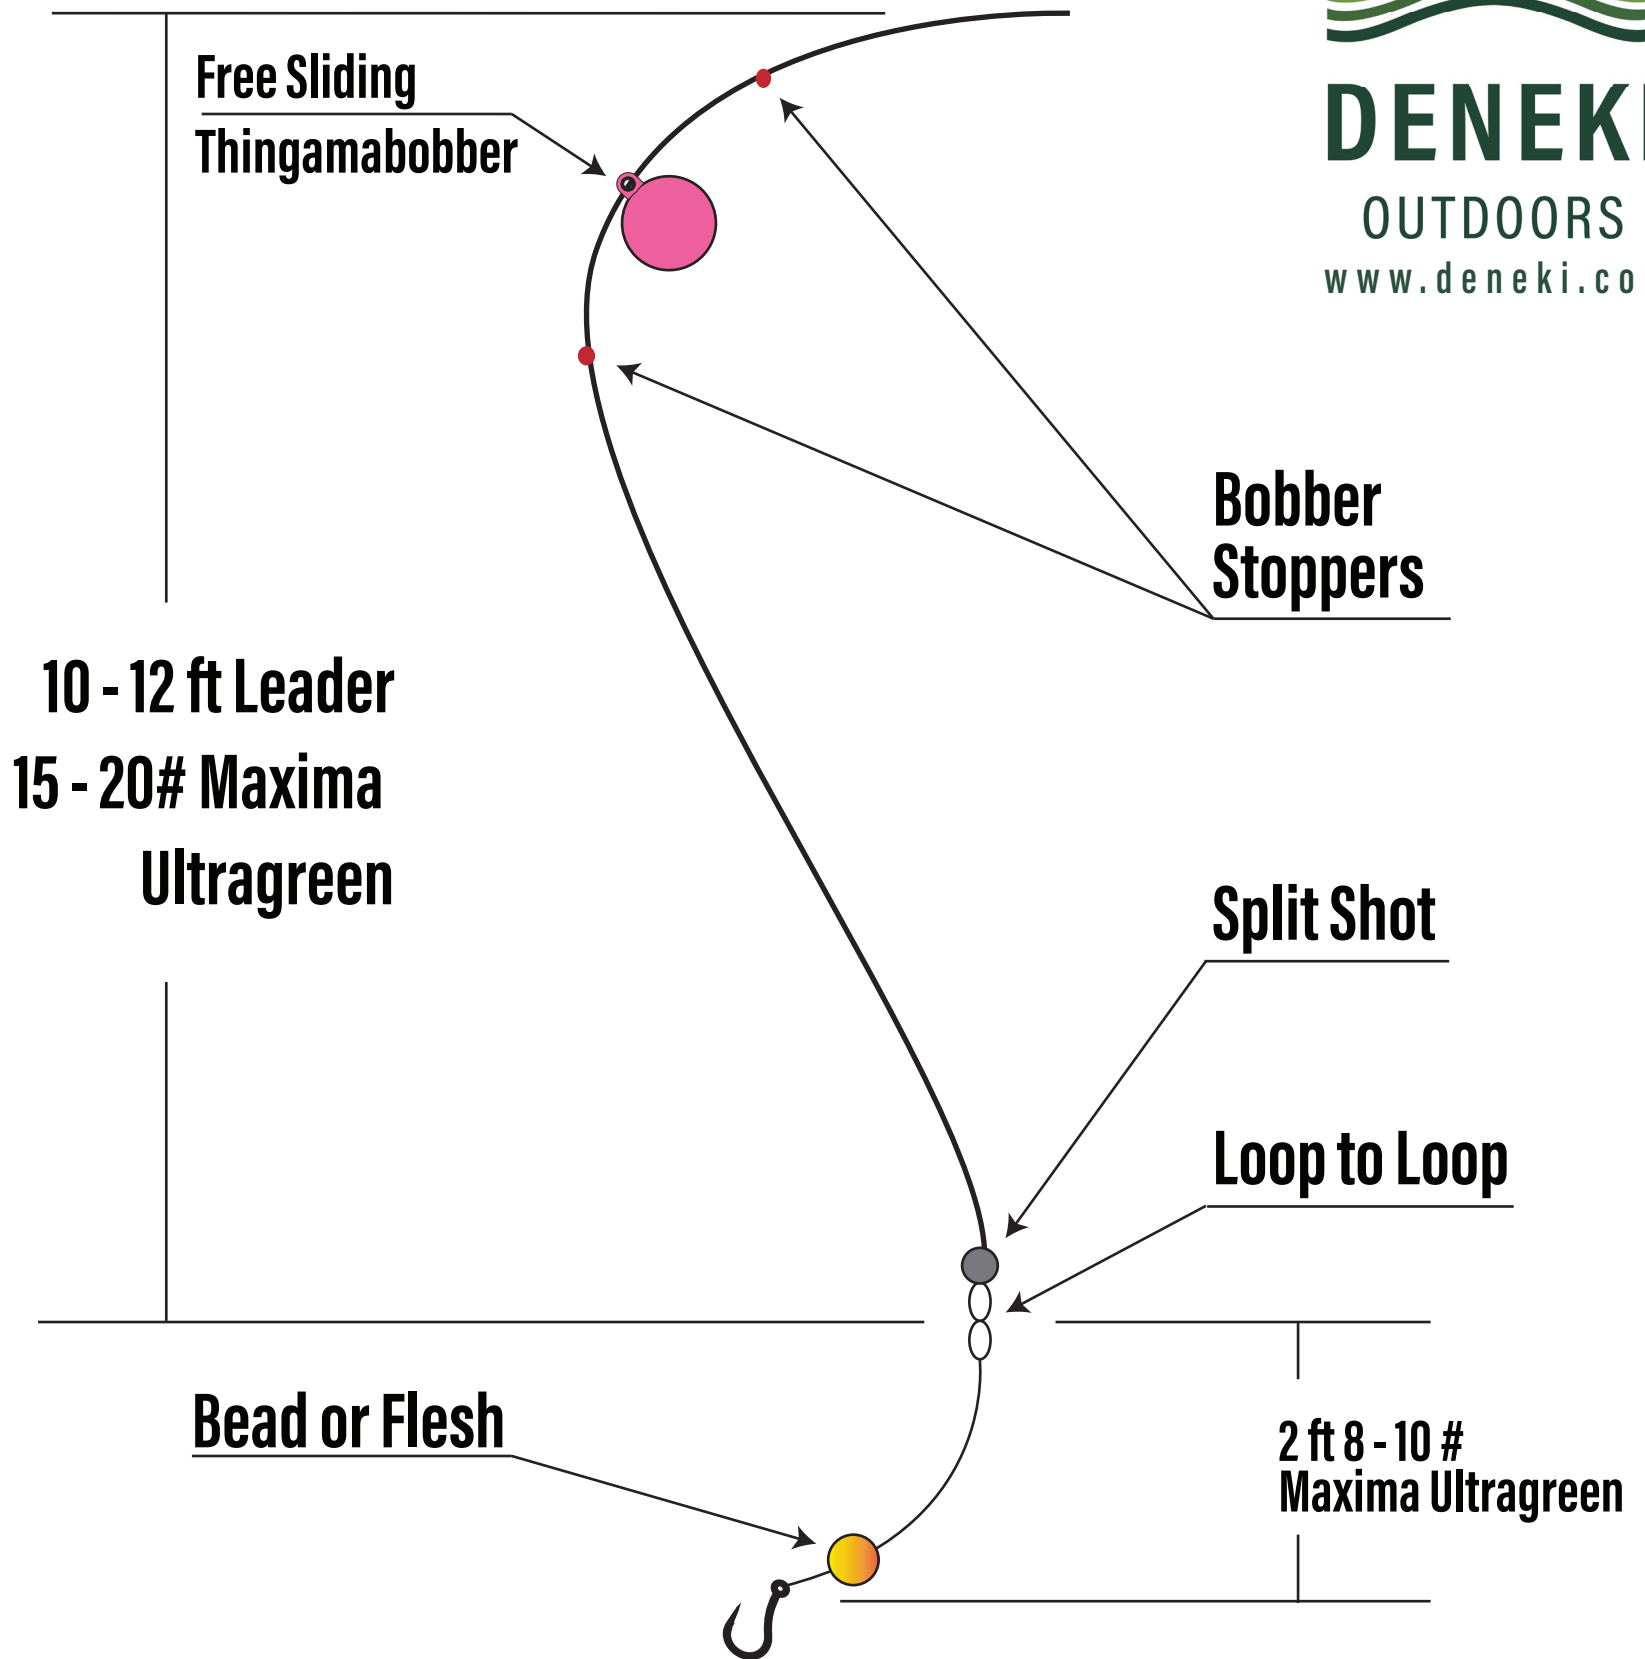 Free Sliding
Thingamabobber
DENEKI
OUTDOORS
www.deneki.co
Bobber
Stoppers
10 - 12 ft Leader
15 - 20# Maxima
Ultragreen
Split Shot
Loop to Loop
Bead or Flesh
2 ft 8 - 10 #
Maxima Ultragreen